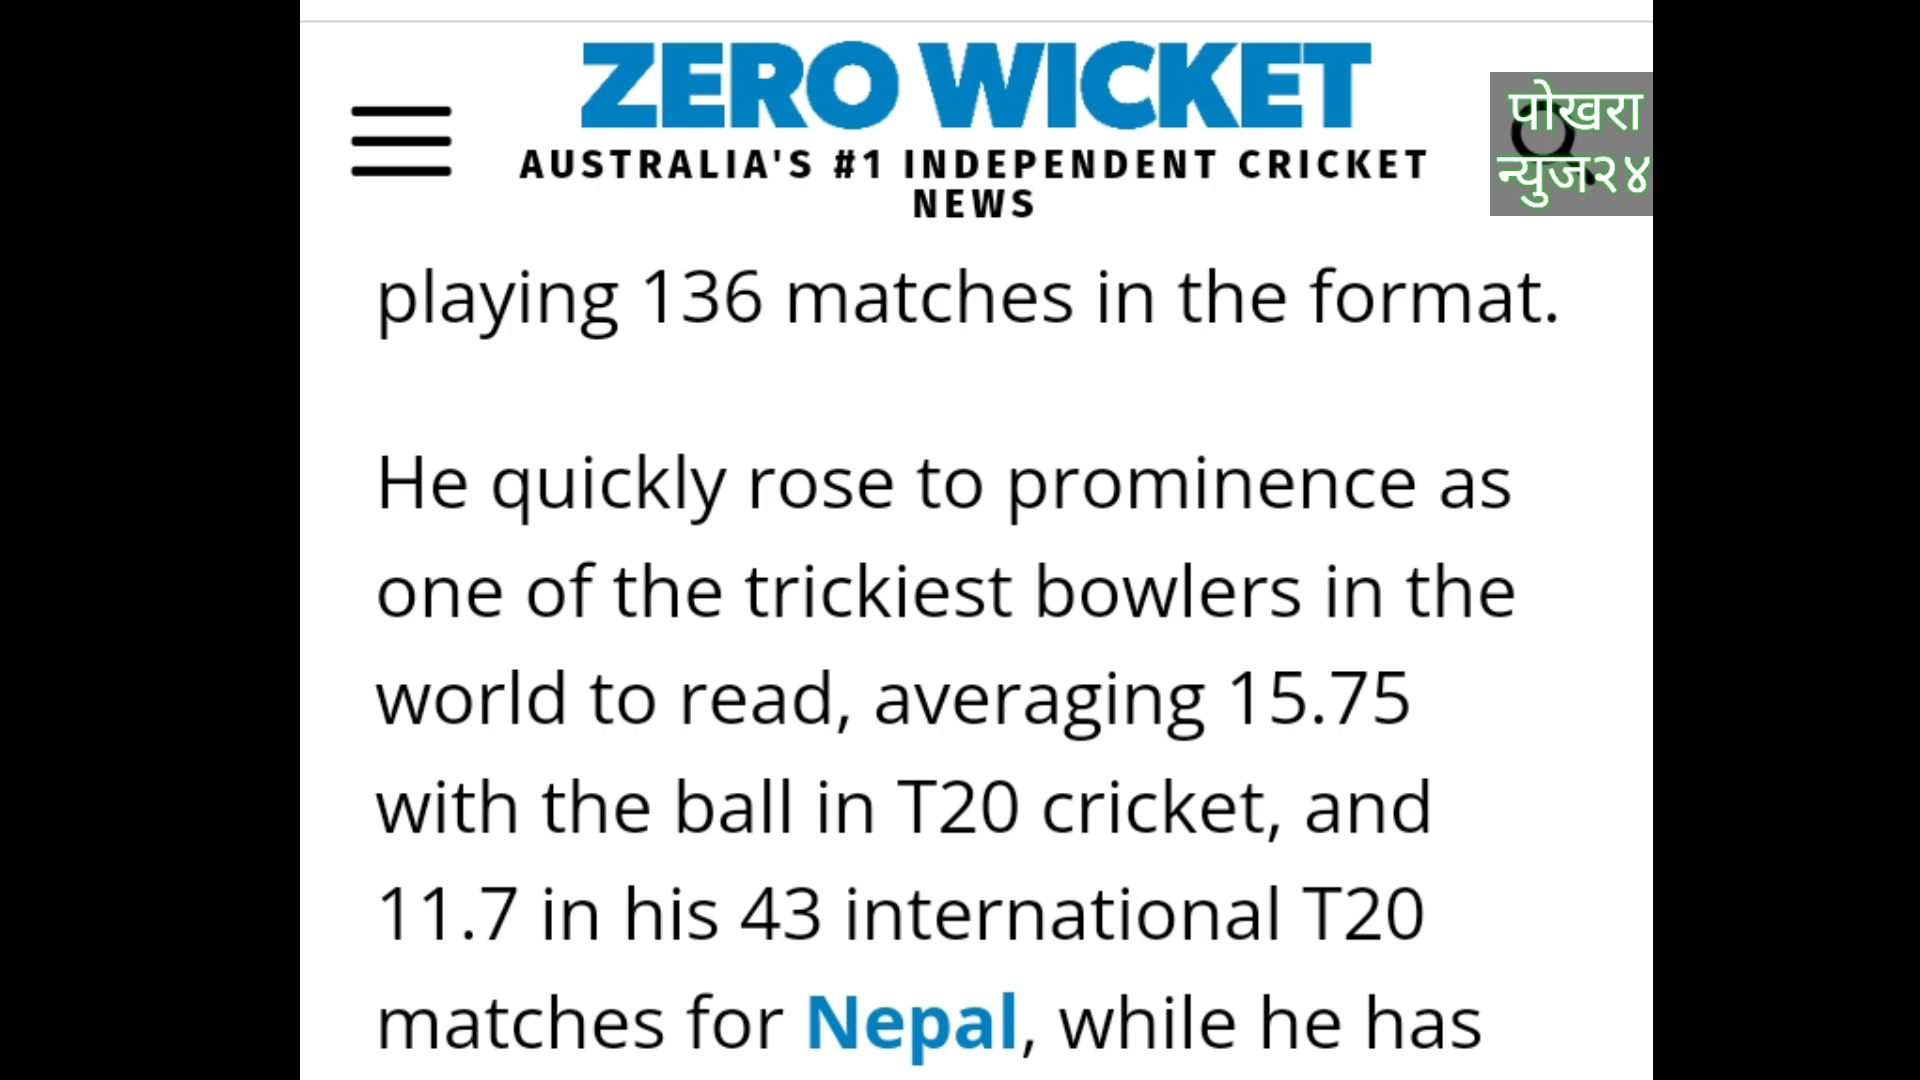 ZERO WICKET
AUSTRALIA'S #1 INDEPENDENT CRICKET
NEWS
पोखरा
न्युज२४
playing 136 matches in the format.
He quickly rose to prominence as
one of the trickiest bowlers in the
world to read, averaging 15.75
with the ball in T20 cricket, and
11.7 in his 43 international T20
matches for Nepal, while he has